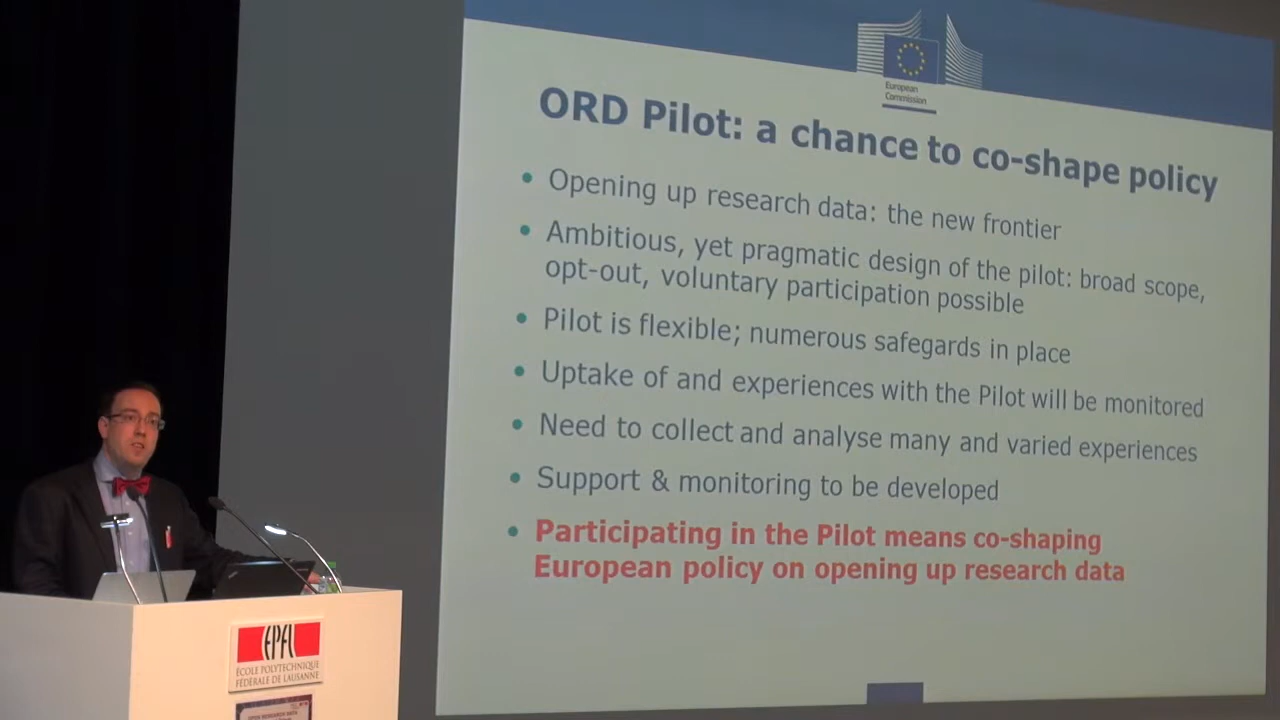 European
Commission
ORD Pilot: a chance to co-shape policy
• Opening up research data: the new frontier
• Ambitious, yet pragmatic design of the pilot: broad scope,
opt-out, voluntary participation possible
• Pilot is flexible; numerous safegards in place
• Uptake of and experiences with the Pilot will be monitored
• Need to collect and analyse many and varied experiences
• Support & monitoring to be developed
• Participating in the Pilot means co-shaping
European policy on opening up research data
EPFL
ÉCOLE POLYTECHNIQUE
FÉDÉRALE DE LAUSANNE
OPEN RESEARCH DATA